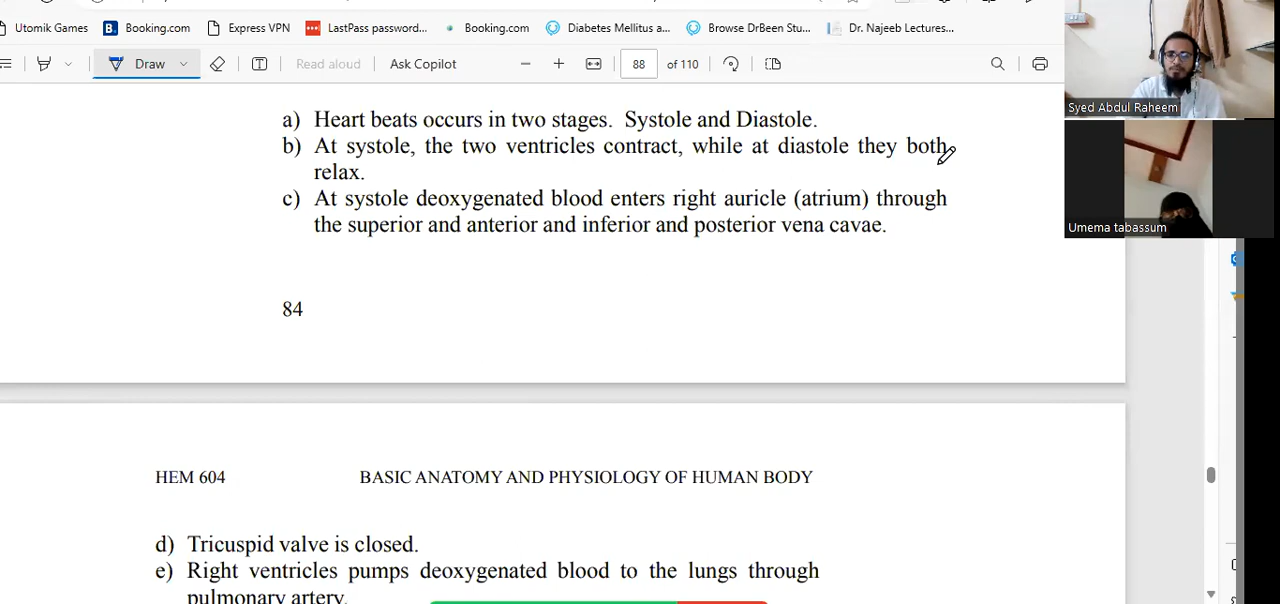 Utomik Games
Booking.com
Express VPN
LastPass password...
Booking.com
Diabetes Mellitus a...
Browse DrBeen Stu...
Dr. Najeeb Lectures...
Draw
Read aloud
Ask Copilot
88
of 110
Syed Abdul Raheem
Umema tabassum
a) Heart beats occurs in two stages. Systole and Diastole.
b) At systole, the two ventricles contract, while at diastole they both
relax.
c) At systole deoxygenated blood enters right auricle (atrium) through
the superior and anterior and inferior and posterior vena cavae.
84
HEM 604
BASIC ANATOMY AND PHYSIOLOGY OF HUMAN BODY
d) Tricuspid valve is closed.
e) Right ventricles pumps deoxygenated blood to the lungs through
pulmonary artery.